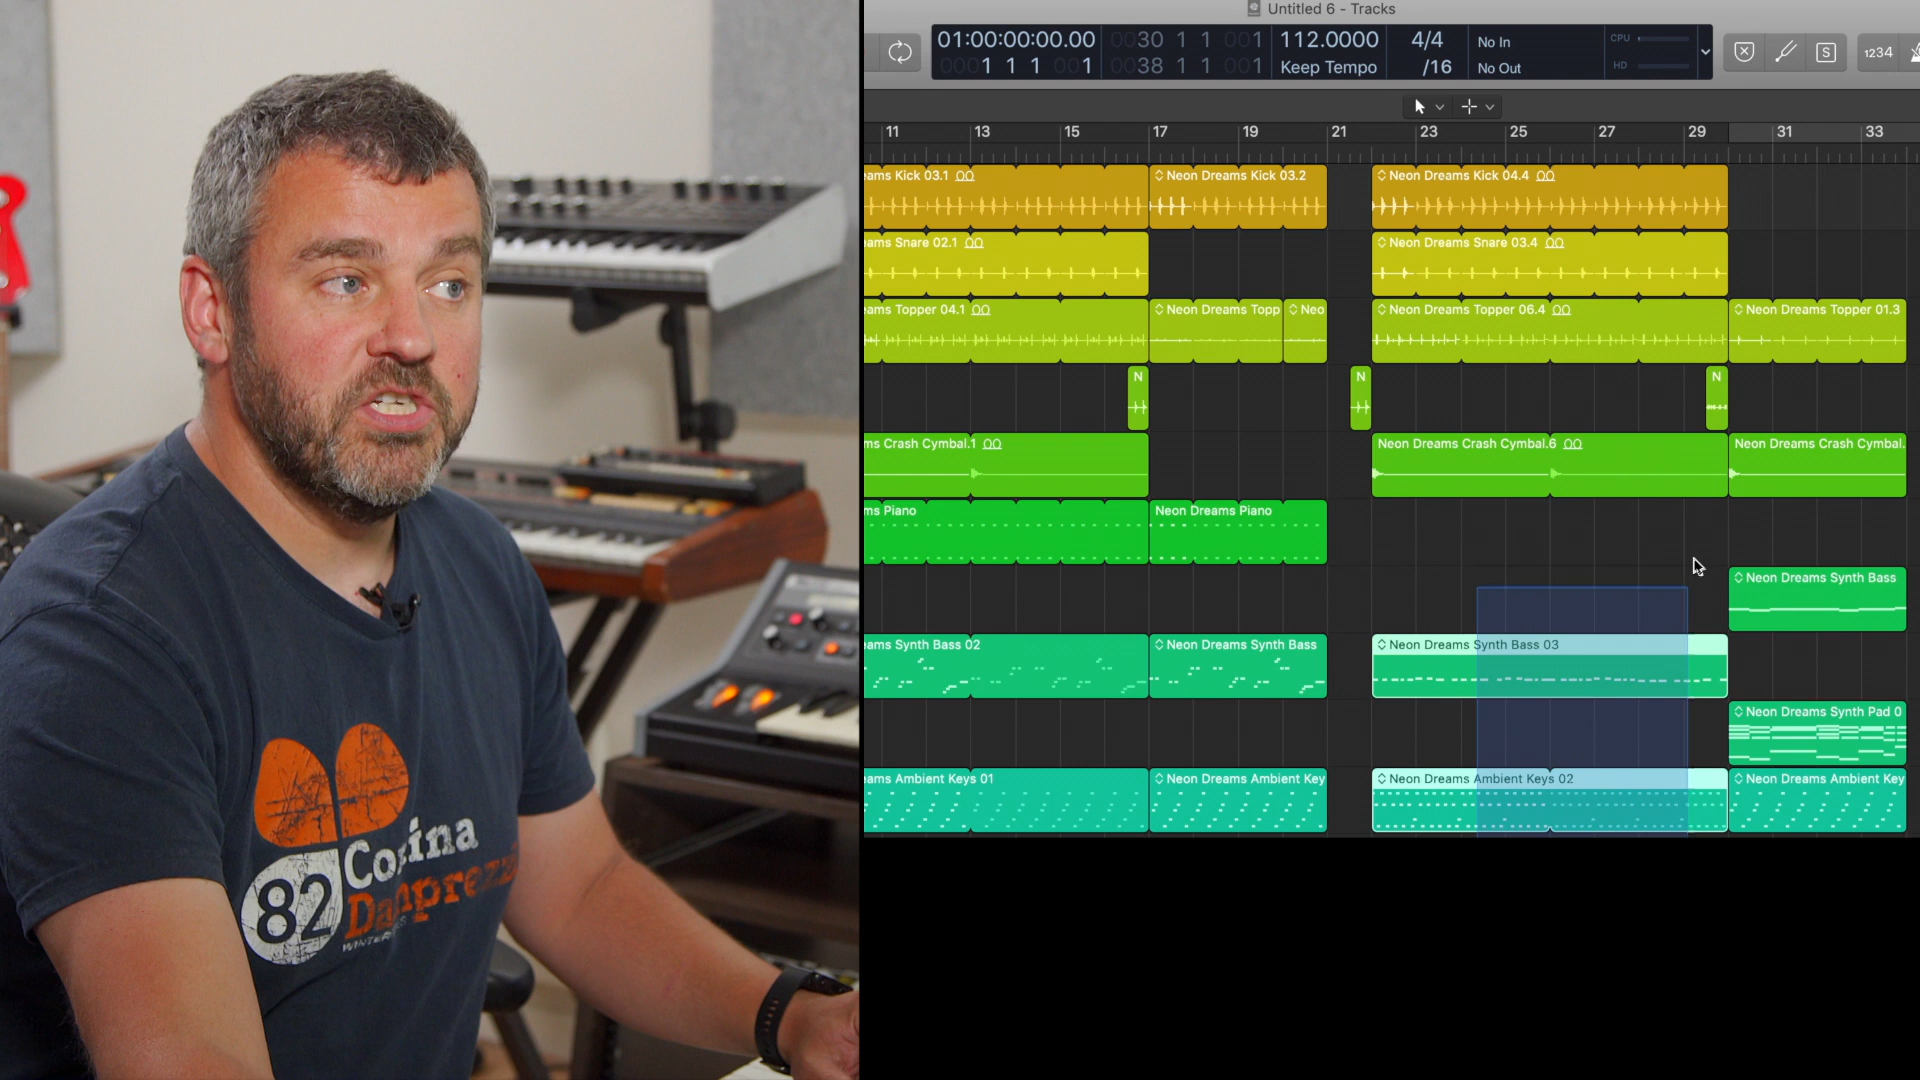 Untitled 6 - Tracks
01:00:00:00.00
0001 1 1 001
0030 1 1 001
0038 1 1 001
112.0000
Keep Tempo
4/4
/16
No In
No Out
CPU
HD
S
1234
11 13 15 17 19 21 23 25 27 29 31 33
ams Kick 03.1
Neon Dreams Kick 03.2
Neon Dreams Kick 04.4
ams Snare 02.1
Neon Dreams Snare 03.4
ams Topper 04.1
Neon Dreams Topp
Neo
Neon Dreams Topper 06.4
Neon Dreams Topper 01.3
N
N
N
ms Crash Cymbal.1
Neon Dreams Crash Cymbal.6
Neon Dreams Crash Cymbal.
ms Piano
Neon Dreams Piano
Neon Dreams Synth Bass
ams Synth Bass 02
Neon Dreams Synth Bass
Neon Dreams Synth Bass 03
Neon Dreams Synth Pad 0
ams Ambient Keys 01
Neon Dreams Ambient Key
Neon Dreams Ambient Keys 02
Neon Dreams Ambient Key
82